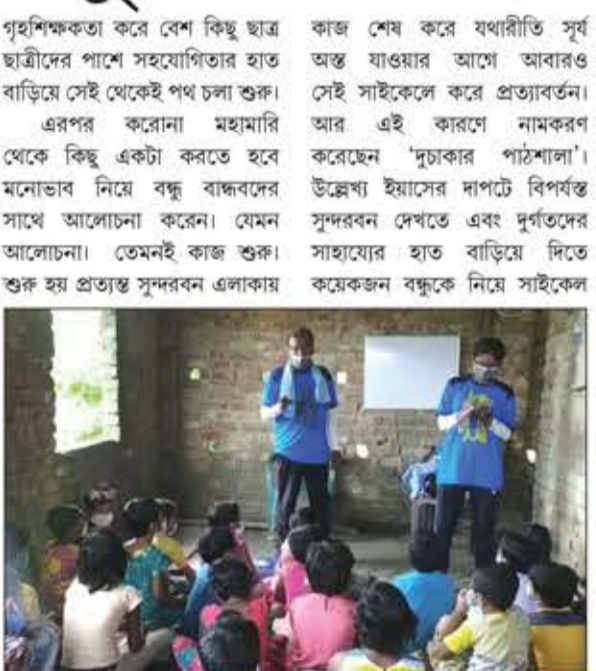 গৃহশিক্ষকতা করে বেশ কিছু ছাত্র
ছাত্রীদের পাশে সহযোগিতার হাত
বাড়িয়ে সেই থেকেই পথ চলা শুরু।
এরপর করোনা মহামারি
থেকে কিছু একটা করতে হবে
মনোভাব নিয়ে বন্ধু বান্ধবদের
সাথে আলোচনা করেন। যেমন
আলোচনা। তেমনই কাজ শুরু।
শুরু হয় প্রত্যন্ত সুন্দরবন এলাকায়
কাজ শেষ করে যথারীতি সূর্য
অস্ত যাওয়ার আগে আবারও
সেই সাইকেলে করে প্রত্যাবর্তন।
আর এই কারণে নামকরণ
করেছেন ‘দুচাকার পাঠশালা’।
উল্লেখ্য ইয়াসের দাপটে বিপর্যস্ত
সুন্দরবন দেখতে এবং দুর্গতদের
সাহায্যের হাত বাড়িয়ে দিতে
কয়েকজন বন্ধুকে নিয়ে সাইকেল